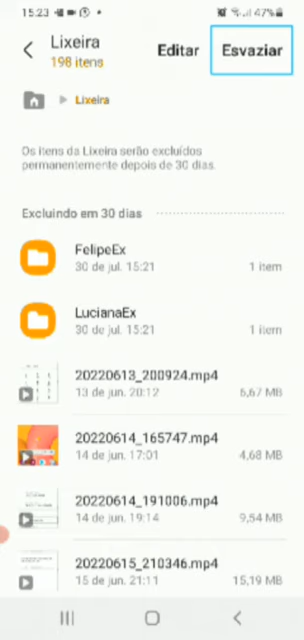 15:23 47%
Lixeira
198 itens
Editar
Esvaziar
Lixeira
Os itens da Lixeira serão excluídos
permanentemente depois de 30 dias.
Excluindo em 30 dias
FelipeEx
30 de jul. 15:21
1 item
LucianaEx
30 de jul. 15:21
1 item
20220613_200924.mp4
13 de jun. 20:12
6,67 MB
20220614_165747.mp4
14 de jun. 17:01
4,68 MB
20220614_191006.mp4
14 de jun. 19:14
9,54 MB
20220615_210346.mp4
15 de jun. 21:11
15,19 MB